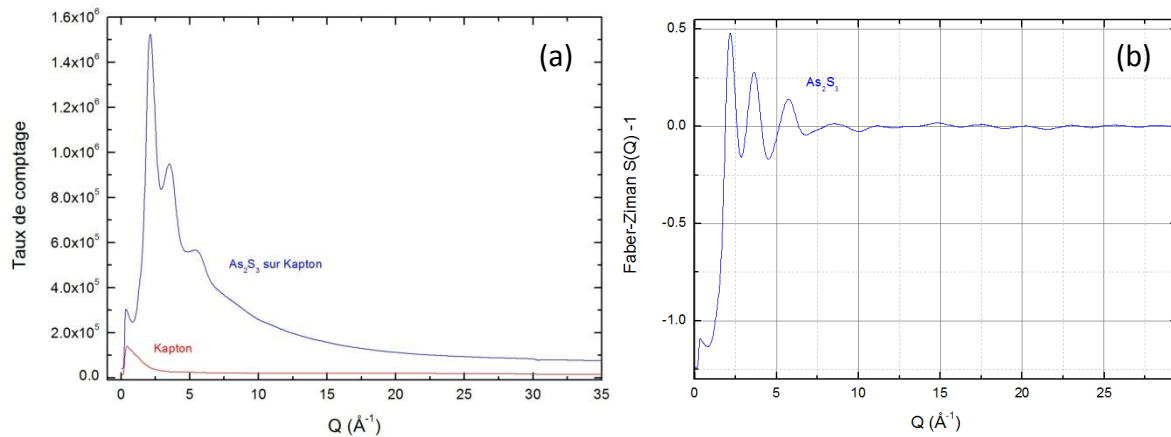 (a)
1.6x10⁶
1.4x10⁶
1.2x10⁶
1.0x10⁶
8.0x10⁵
6.0x10⁵
4.0x10⁵
2.0x10⁵
0.0
Taux de comptage
As₂S₃ sur Kapton
Kapton
0 5 10 15 20 25 30 35
Q (Å⁻¹)
(b)
0.5
0.0
-0.5
-1.0
Faber-Ziman S(Q) -1
As₂S₃
0 5 10 15 20 25
Q (Å⁻¹)